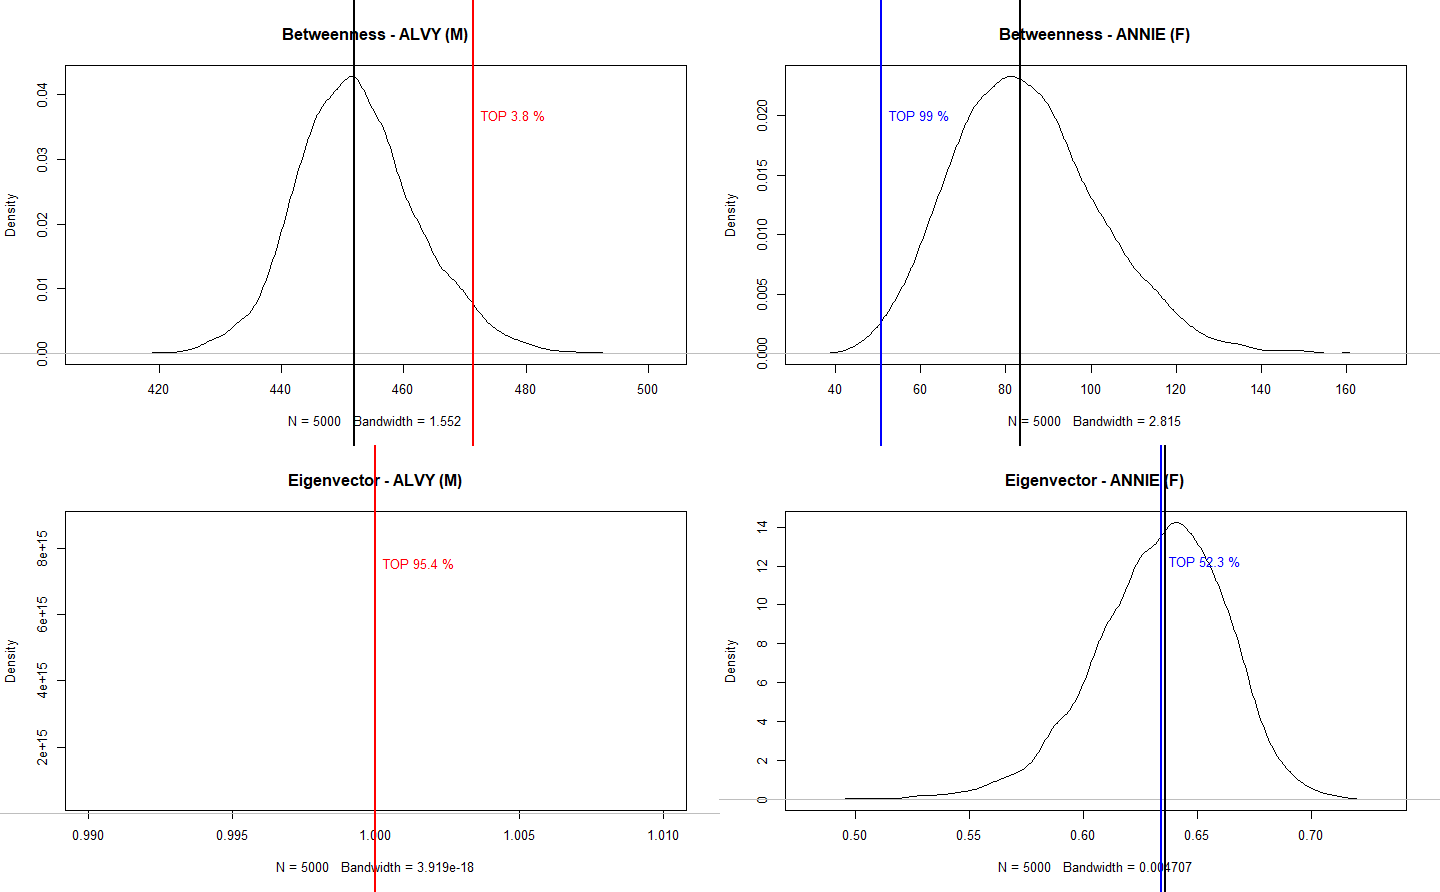 Betweenness - ALVY (M)
TOP 3.8 %
Density
0.00 0.01 0.02 0.03 0.04
420 440 460 480 500
N = 5000 Bandwidth = 1.552
Betweenness - ANNIE (F)
TOP 99 %
Density
0.000 0.005 0.010 0.015 0.020
40 60 80 100 120 140 160
N = 5000 Bandwidth = 2.815
Eigenvector - ALVY (M)
TOP 95.4 %
Density
2e+15 4e+15 6e+15 8e+15
0.990 0.995 1.000 1.005 1.010
N = 5000 Bandwidth = 3.919e-18
Eigenvector - ANNIE (F)
TOP 52.3 %
Density
0 2 4 6 8 10 12 14
0.50 0.55 0.60 0.65 0.70
N = 5000 Bandwidth = 0.004707